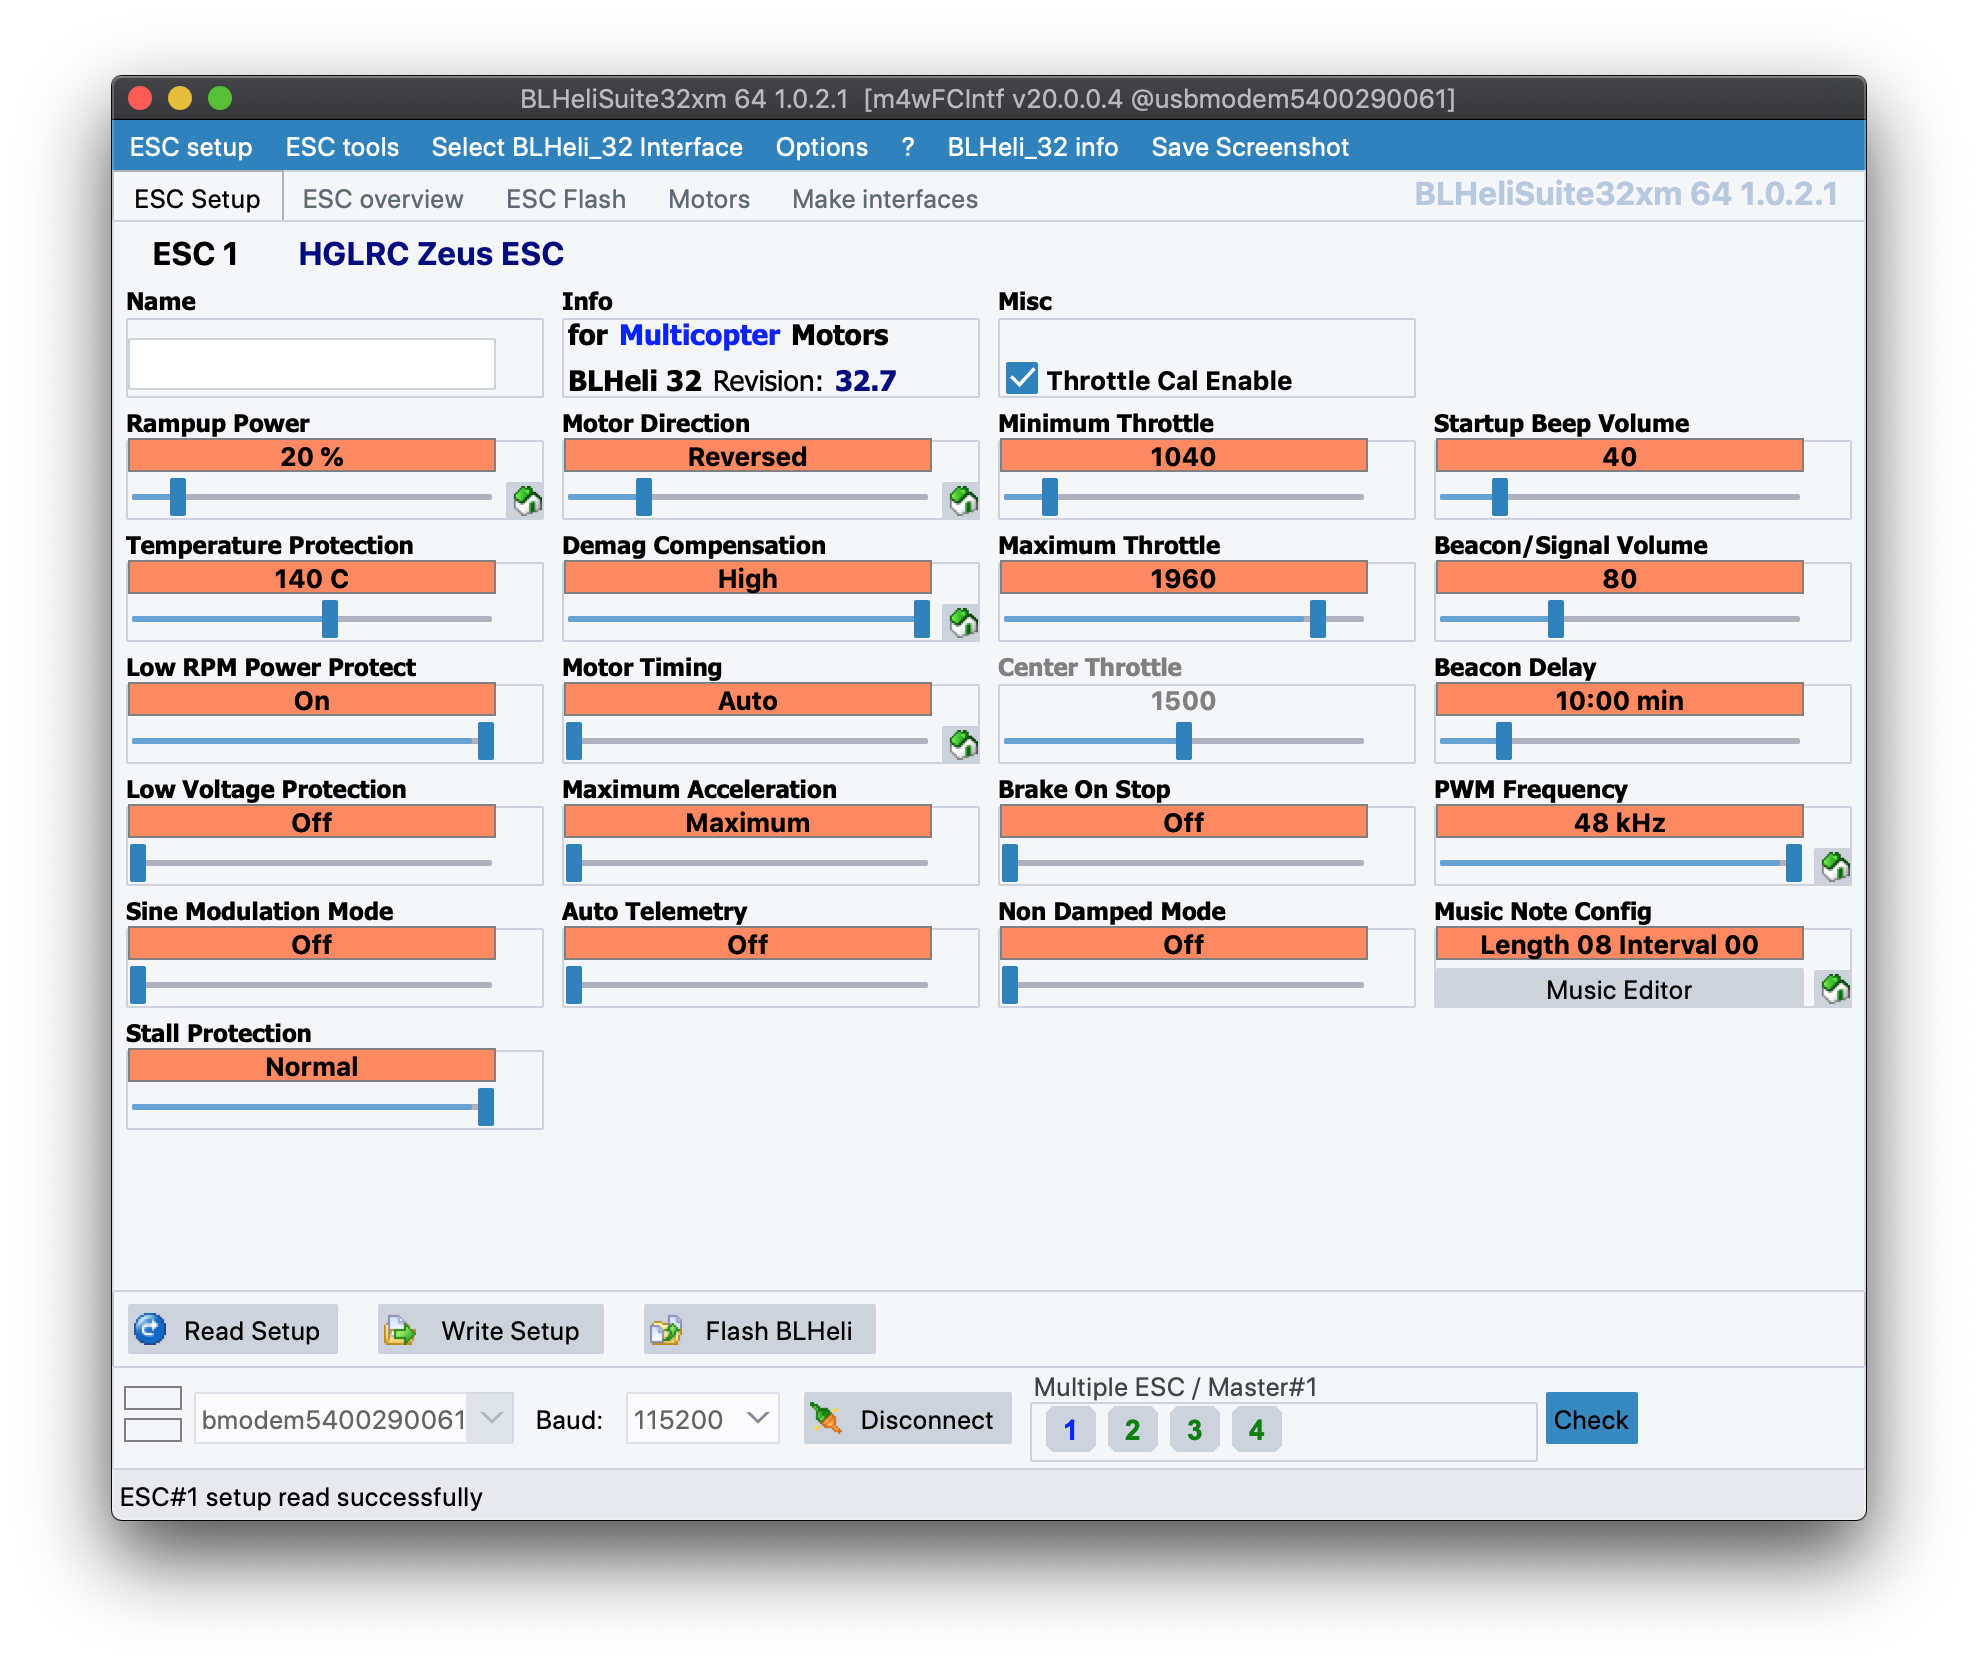 BLHeliSuite32xm 64 1.0.2.1 [m4wFCIntf v20.0.0.4 @usbmodem5400290061]
ESC setup ESC tools Select BLHeli_32 Interface Options ? BLHeli_32 info Save Screenshot
ESC Setup ESC overview ESC Flash Motors Make interfaces BLHeliSuite32xm 64 1.0.2.1
ESC 1 HGLRC Zeus ESC
Name Info Misc
for Multicopter Motors
BLHeli 32 Revision: 32.7 Throttle Cal Enable
Rampup Power Motor Direction Minimum Throttle Startup Beep Volume
20 % Reversed 1040 40
Temperature Protection Demag Compensation Maximum Throttle Beacon/Signal Volume
140 C High 1960 80
Low RPM Power Protect Motor Timing Center Throttle Beacon Delay
On Auto 1500 10:00 min
Low Voltage Protection Maximum Acceleration Brake On Stop PWM Frequency
Off Maximum Off 48 kHz
Sine Modulation Mode Auto Telemetry Non Damped Mode Music Note Config
Off Off Off Length 08 Interval 00
Music Editor
Stall Protection
Normal
Read Setup Write Setup Flash BLHeli
Multiple ESC / Master#1
bmodem5400290061 Baud: 115200 Disconnect 1 2 3 4 Check
ESC#1 setup read successfully